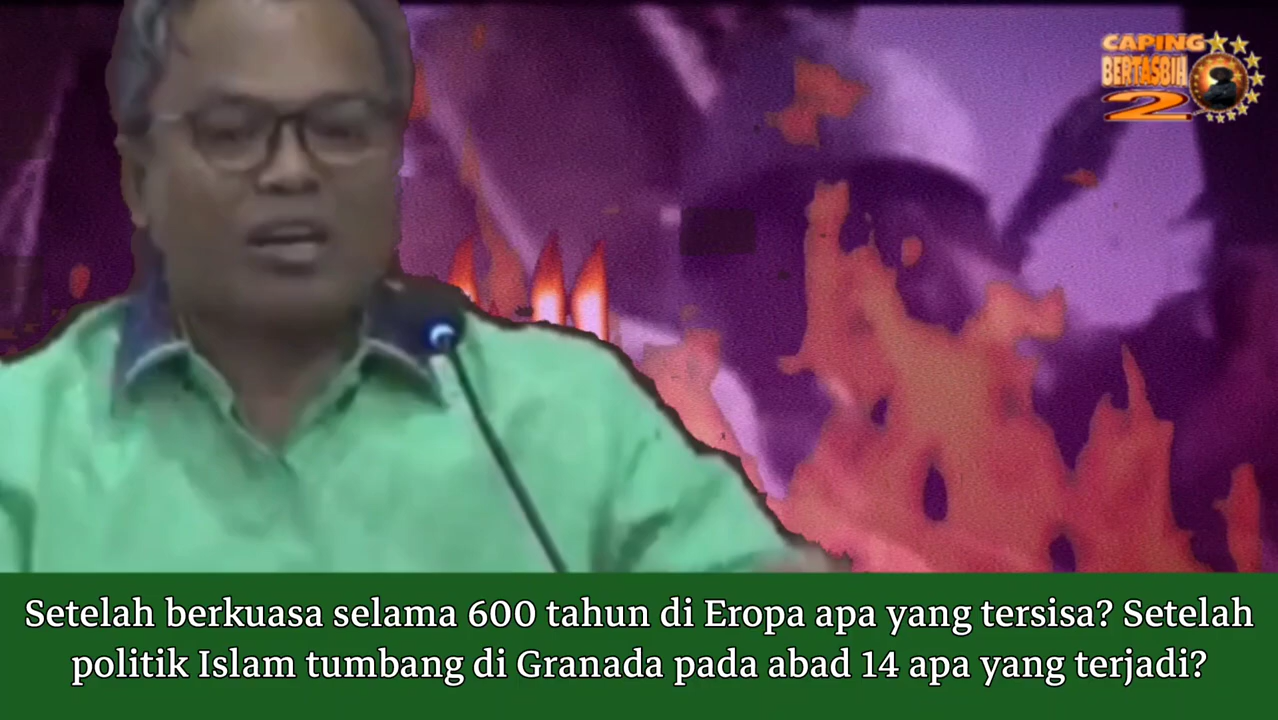 CAPING
BERTASBIH
2
Setelah berkuasa selama 600 tahun di Eropa apa yang tersisa? Setelah
politik Islam tumbang di Granada pada abad 14 apa yang terjadi?